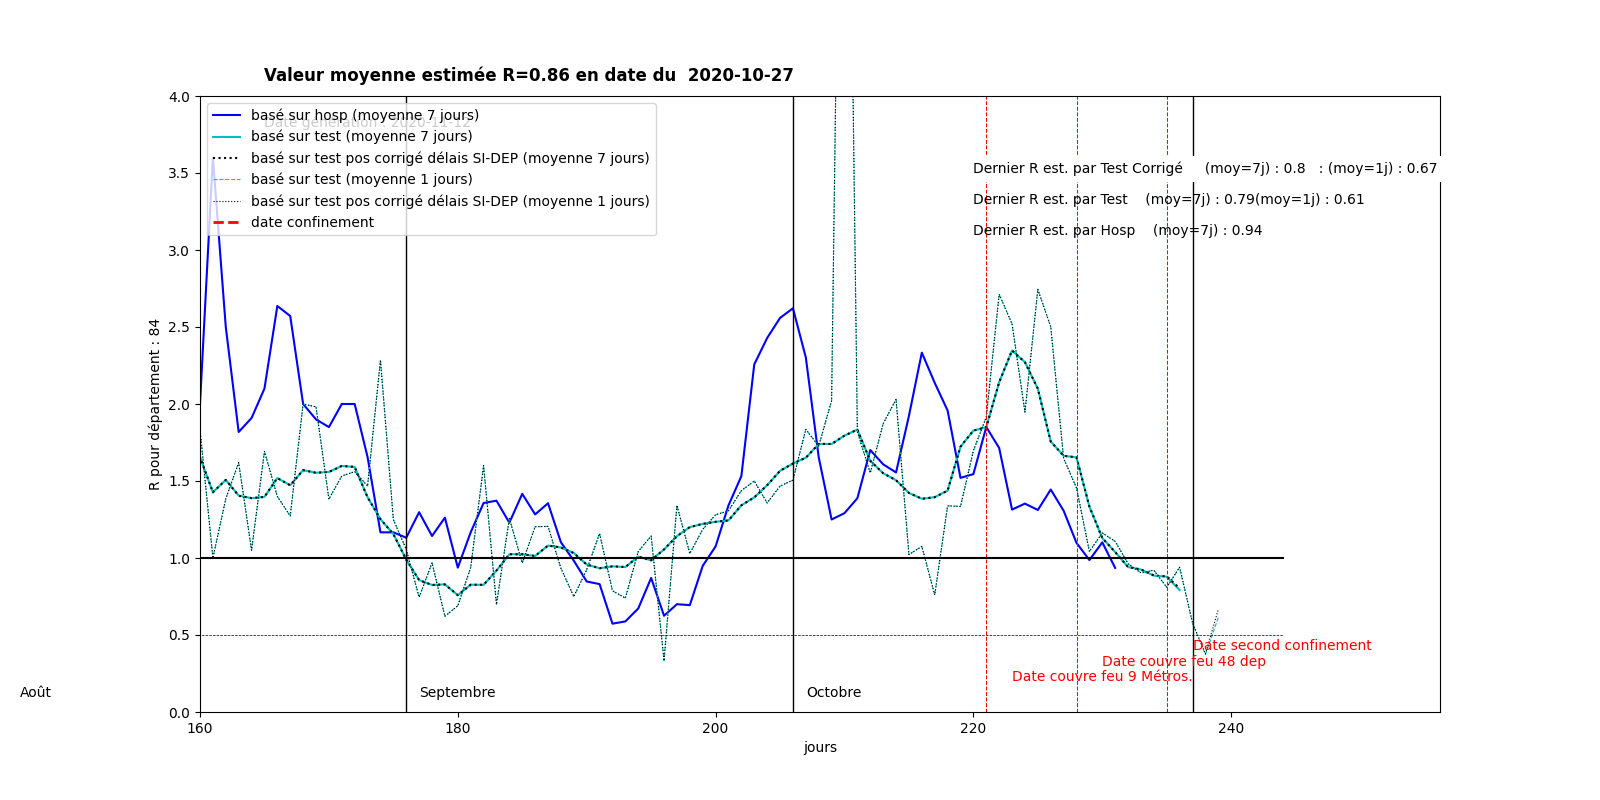 Valeur moyenne estimée R=0.86 en date du  2020-10-27
Date génération : 2020-11-12
basé sur hosp (moyenne 7 jours)
basé sur test (moyenne 7 jours)
basé sur test pos corrigé délais SI-DEP (moyenne 7 jours)
basé sur test (moyenne 1 jours)
basé sur test pos corrigé délais SI-DEP (moyenne 1 jours)
date confinement
Dernier R est. par Test Corrigé (moy=7j) : 0.8 : (moy=1j) : 0.67
Dernier R est. par Test (moy=7j) : 0.79(moy=1j) : 0.61
Dernier R est. par Hosp (moy=7j) : 0.94
4.0
3.5
3.0
2.5
2.0
1.5
1.0
0.5
0.0
R pour département : 84
Date second confinement
Date couvre feu 48 dep
Date couvre feu 9 Métros.
Août
Septembre
Octobre
160 180 200 220 240
jours